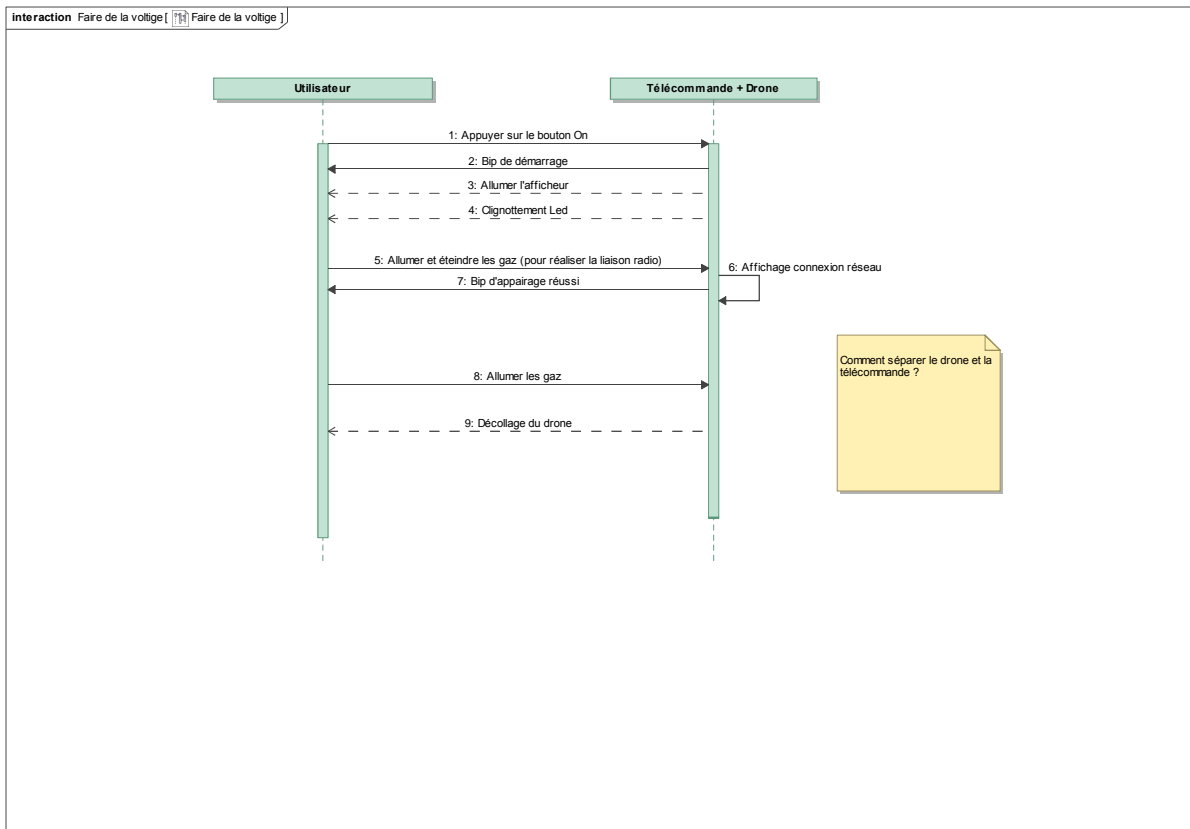 interaction Faire de la voltige [ Faire de la voltige ]
Utilisateur
Télécommande + Drone
1: Appuyer sur le bouton On
2: Bip de démarrage
3: Allumer l'afficheur
4: Clignottement Led
5: Allumer et éteindre les gaz (pour réaliser la liaison radio)
6: Affichage connexion réseau
7: Bip d'appairage réussi
Comment séparer le drone et la
télécommande ?
8: Allumer les gaz
9: Décollage du drone